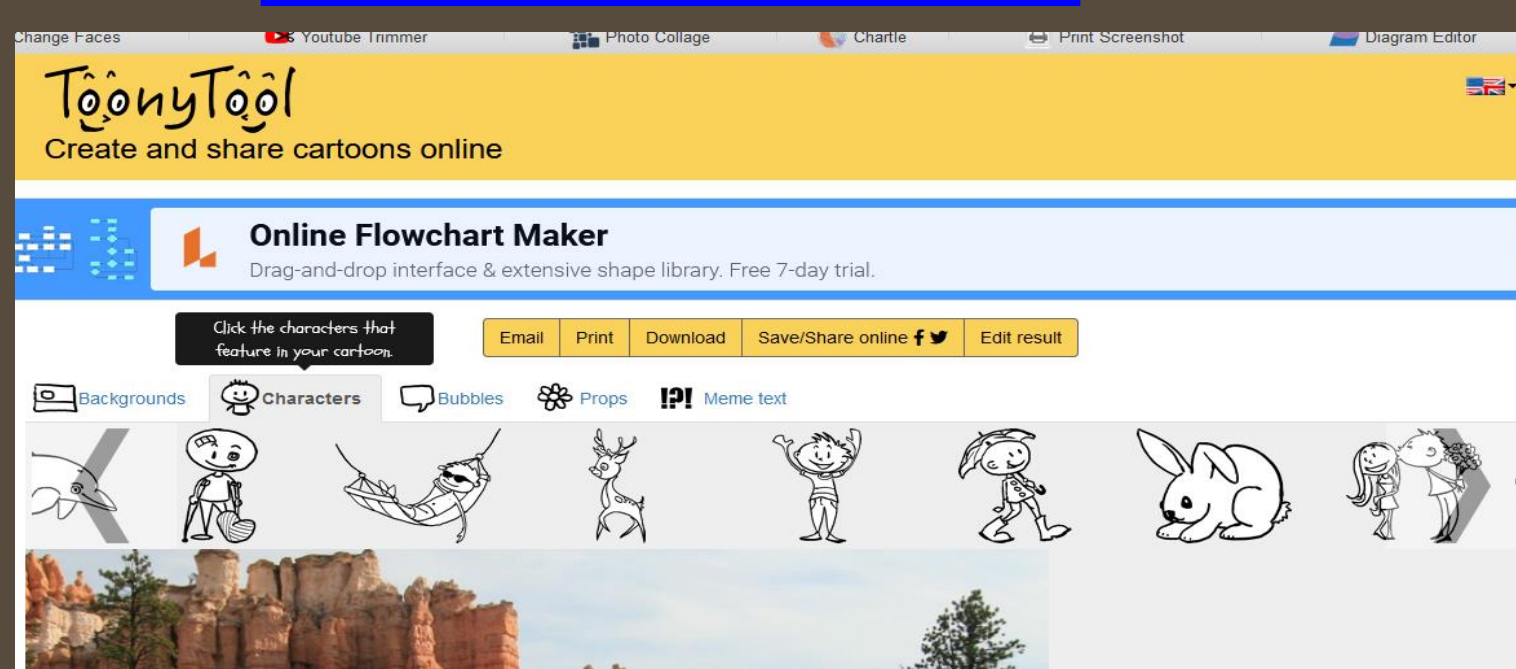 Change Faces Youtube Trimmer Photo Collage Chartle Print Screenshot Diagram Editor
ToonyTool
Create and share cartoons online
Online Flowchart Maker
Drag-and-drop interface & extensive shape library. Free 7-day trial.
Click the characters that
feature in your cartoon.
Email Print Download Save/Share online Edit result
Backgrounds Characters Bubbles Props !?! Meme text